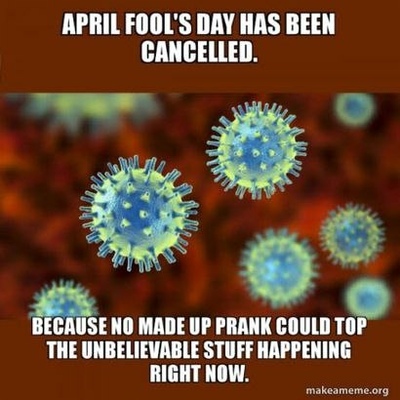 APRIL FOOL'S DAY HAS BEEN
CANCELLED.
BECAUSE NO MADE UP PRANK COULD TOP
THE UNBELIEVABLE STUFF HAPPENING
RIGHT NOW.
makeameme.org